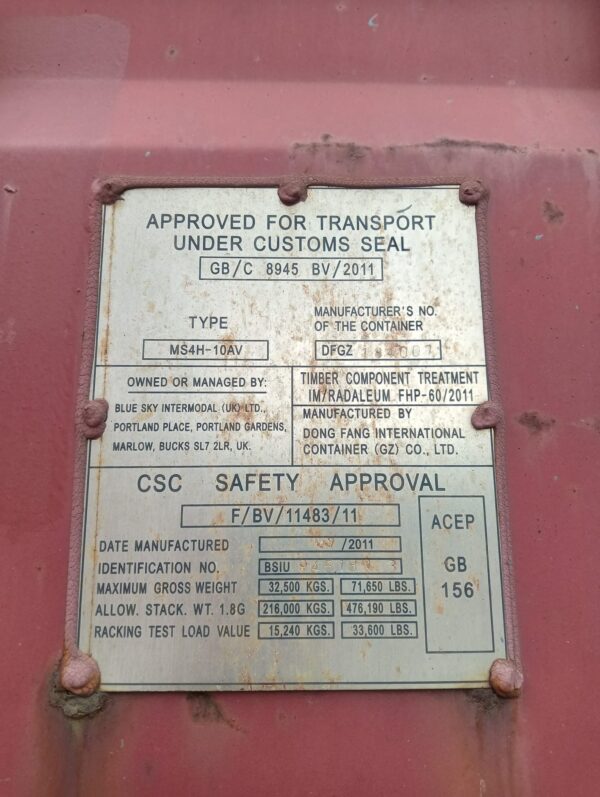 APPROVED FOR TRANSPORT
UNDER CUSTOMS SEAL
GB/C 8945 BV/2011
TYPE
MANUFACTURER'S NO.
OF THE CONTAINER
MS4H-10AV
DFGZ
OWNED OR MANAGED BY:
BLUE SKY INTERMODAL (UK) LTD.,
PORTLAND PLACE, PORTLAND GARDENS,
MARLOW, BUCKS SL7 2LR, UK.
TIMBER COMPONENT TREATMENT
IM/RADALEUM FHP-60/2011
MANUFACTURED BY
DONG FANG INTERNATIONAL
CONTAINER (GZ) CO., LTD.
CSC SAFETY APPROVAL
F/BV/11483/11
DATE MANUFACTURED /2011
IDENTIFICATION NO. BSIU
MAXIMUM GROSS WEIGHT 32,500 KGS. 71,650 LBS.
ALLOW. STACK. WT. 1.8G 216,000 KGS. 476,190 LBS.
RACKING TEST LOAD VALUE 15,240 KGS. 33,600 LBS.
ACEP
GB
156